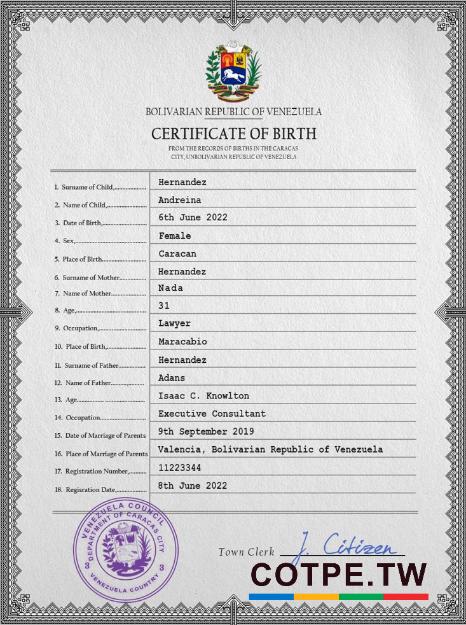 BOLIVARIAN REPUBLIC OF VENEZUELA
CERTIFICATE OF BIRTH
FROM THE RECORDS OF BIRTHS IN THE CARACAS
CITY, UNBOLIVARIAN REPUBLIC OF VENEZUELA
1. Surname of Child, Hernandez
2. Name of Child, Andreina
3. Date of Birth, 6th June 2022
4. Sex, Female
5. Place of Birth, Caracan
6. Surname of Mother Hernandez
7. Name of Mother Nada
8. Age, 31
9. Occupation, Lawyer
10. Place of Birth, Maracabio
11. Surname of Father Hernandez
12. Name of Father Adans
13. Age Isaac C. Knowlton
14. Occupation Executive Consultant
15. Date of Marriage of Parents 9th September 2019
16. Place of Marriage of Parents Valencia, Bolivarian Republic of Venezuela
17. Registration Number, 11223344
18. Regisration Date, 8th June 2022
VENEZUELA COUNCIL
DEPARTMENT OF CARACAS CITY
3 3
VENEZUELA COUNTRY
Town Clerk J. Citizen
COTPE.TW